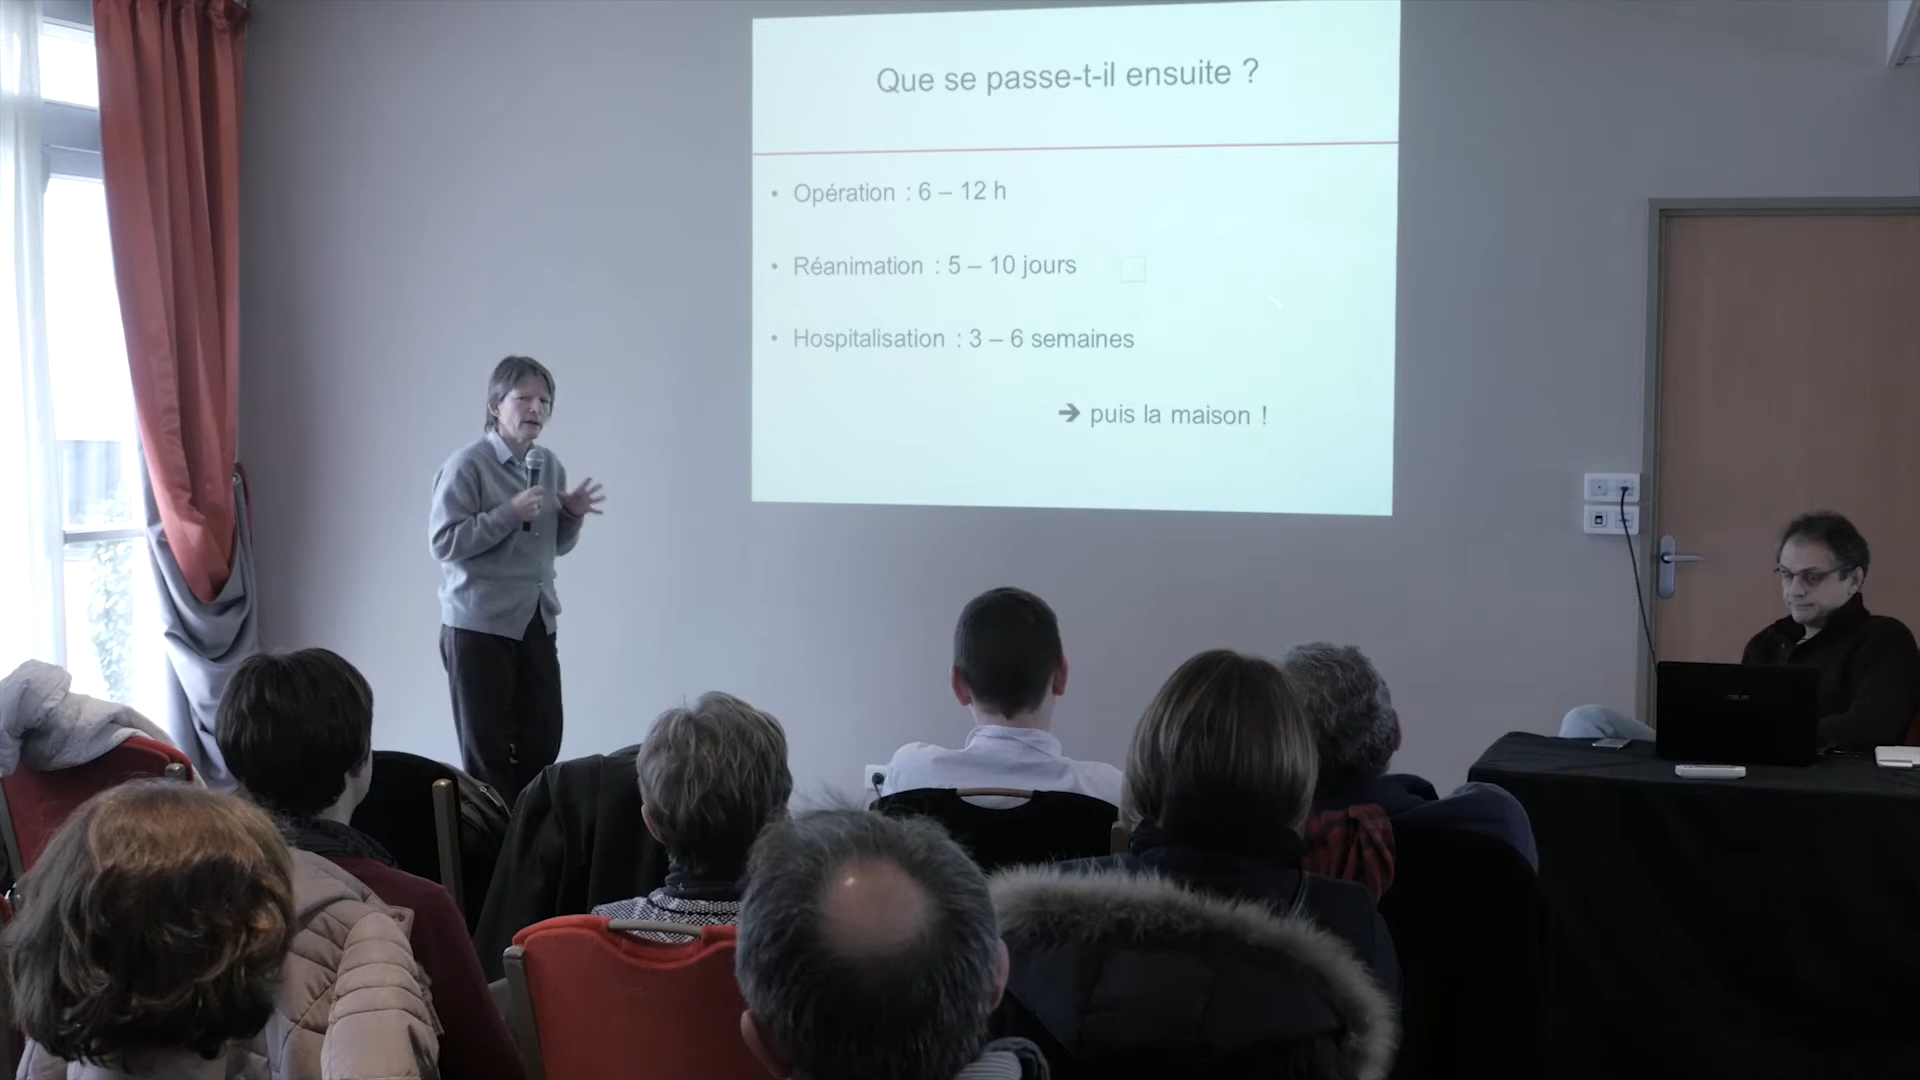 Que se passe-t-il ensuite ?
• Opération : 6 – 12 h
• Réanimation : 5 – 10 jours
• Hospitalisation : 3 – 6 semaines
➔ puis la maison !